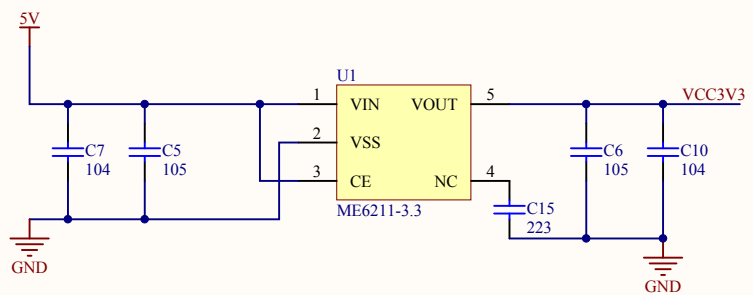 5V
U1
1 VIN VOUT 5
VCC3V3
2 VSS
3 CE NC 4
ME6211-3.3
C7
104
C5
105
C15
223
C6
105
C10
104
GND
GND